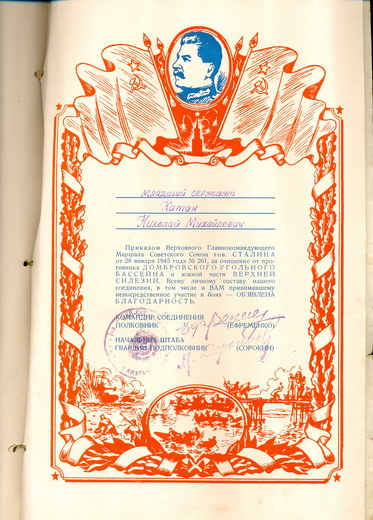 Младший сержант
Катан
Николай Михайлович
Приказом Верховного Главнокомандующего
Маршала Советского Союза тов. СТАЛИНА
от 28 января 1945 года № 261, за очищение от про-
тивника ДОМБРОВСКОГО УГОЛЬНОГО
БАССЕЙНА и южной части ВЕРХНЕЙ
СИЛЕЗИИ. Всему личному составу нашего
соединения, в том числе и ВАМ принимавшему
непосредственное участие в боях — ОБЪЯВЛЕНА
БЛАГОДАРНОСТЬ.
КОМАНДИР СОЕДИНЕНИЯ
ПОЛКОВНИК (ЕФРЕМЕНКО)
НАЧАЛЬНИК ШТАБА
ГВАРДИИ ПОДПОЛКОВНИК (СОРОКИН)